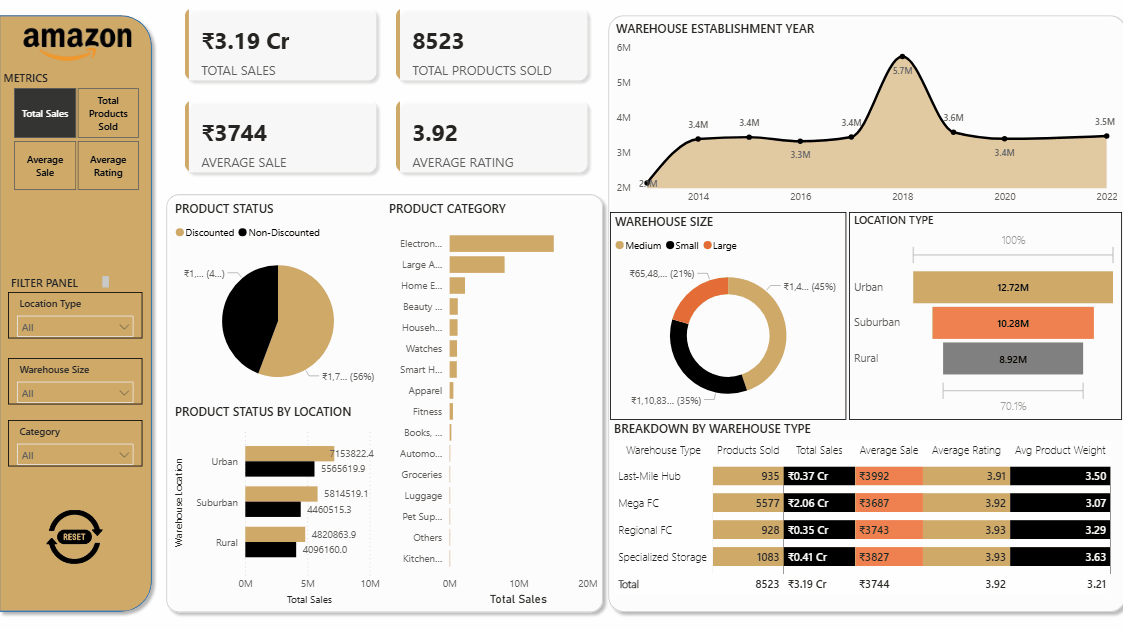 amazon
METRICS
Total Sales
Total Products Sold
Average Sale
Average Rating
FILTER PANEL
Location Type
All
Warehouse Size
All
Category
All
RESET
₹3.19 Cr
TOTAL SALES
8523
TOTAL PRODUCTS SOLD
₹3744
AVERAGE SALE
3.92
AVERAGE RATING
PRODUCT STATUS
Discounted Non-Discounted
₹1,... (4...)
₹1,7... (56%)
PRODUCT STATUS BY LOCATION
Warehouse Location
Urban 7153822.4
5565619.9
Suburban 5814519.1
4460515.3
Rural 4820863.9
4096160.0
0M 5M 10M
Total Sales
PRODUCT CATEGORY
Electron...
Large A...
Home E...
Beauty ...
Househ...
Watches
Smart H...
Apparel
Fitness
Books, ...
Automo...
Groceries
Luggage
Pet Sup...
Others
Kitchen...
0M 10M 20M
Total Sales
WAREHOUSE ESTABLISHMENT YEAR
6M
5M
4M
3M
2M
3.4M 3.4M 3.3M 3.4M 5.7M 3.6M 3.4M 3.5M
2014 2016 2018 2020 2022
WAREHOUSE SIZE
Medium Small Large
₹65,48,... (21%)
₹1,4... (45%)
₹1,10,83... (35%)
LOCATION TYPE
100%
Urban 12.72M
Suburban 10.28M
Rural 8.92M
70.1%
BREAKDOWN BY WAREHOUSE TYPE
Warehouse Type Products Sold Total Sales Average Sale Average Rating Avg Product Weight
Last-Mile Hub 935 ₹0.37 Cr ₹3992 3.91 3.50
Mega FC 5577 ₹2.06 Cr ₹3687 3.92 3.07
Regional FC 928 ₹0.35 Cr ₹3743 3.93 3.29
Specialized Storage 1083 ₹0.41 Cr ₹3827 3.93 3.63
Total 8523 ₹3.19 Cr ₹3744 3.92 3.21